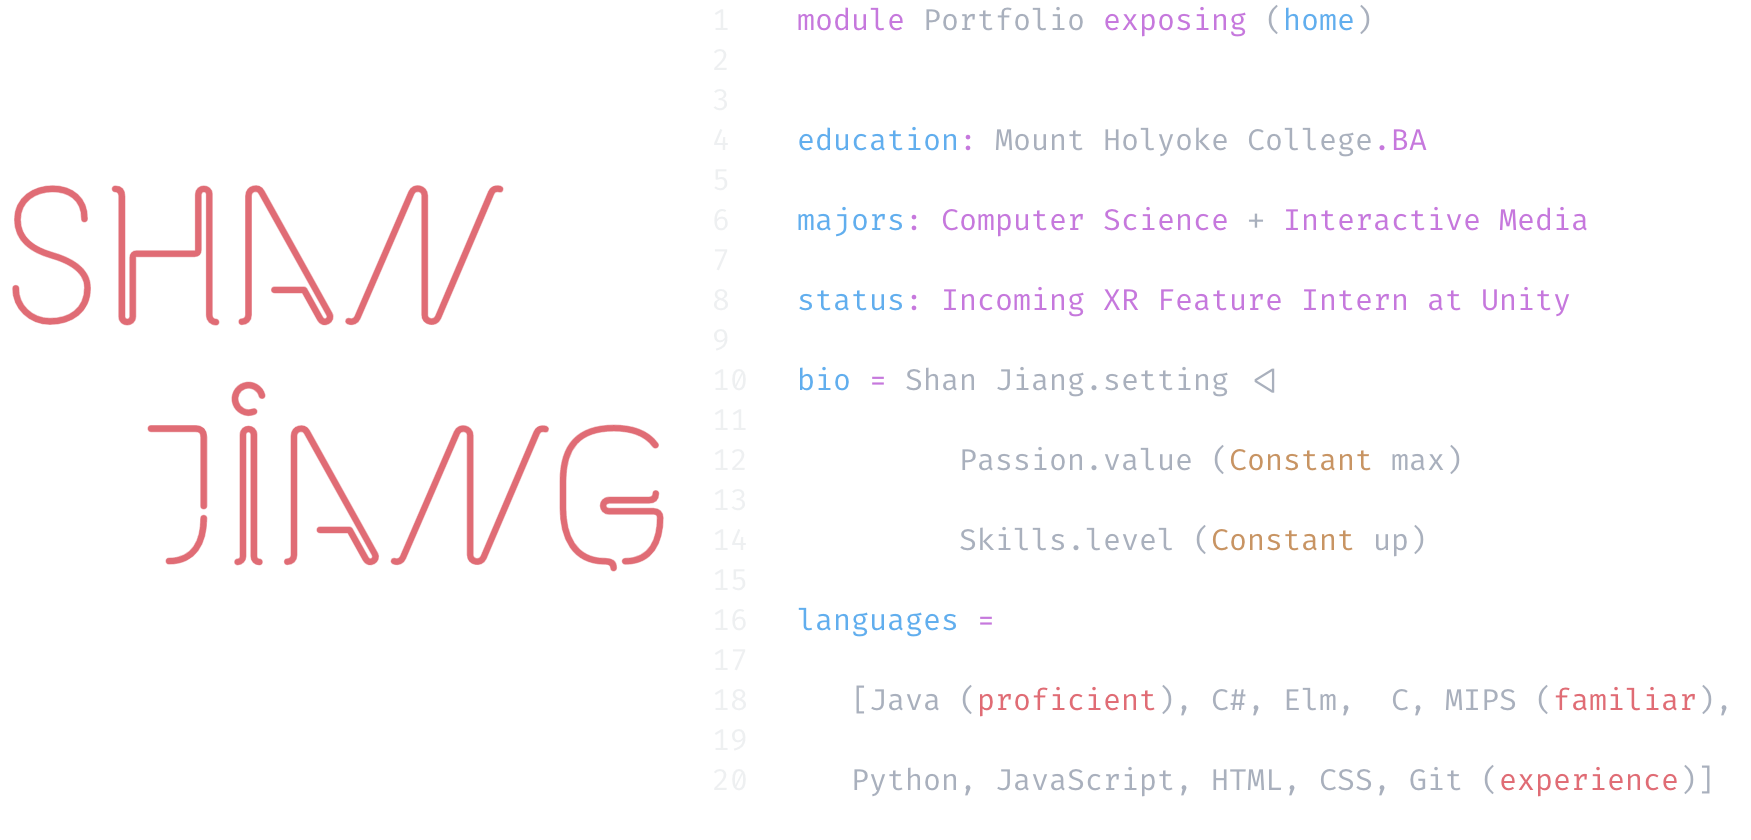 SHAN
JIANG
1 module Portfolio exposing (home)
2
3
4 education: Mount Holyoke College.BA
5
6 majors: Computer Science + Interactive Media
7
8 status: Incoming XR Feature Intern at Unity
9
10 bio = Shan Jiang.setting <|
11
12 Passion.value (Constant max)
13
14 Skills.level (Constant up)
15
16 languages =
17
18 [Java (proficient), C#, Elm,  C, MIPS (familiar),
19
20 Python, JavaScript, HTML, CSS, Git (experience)]